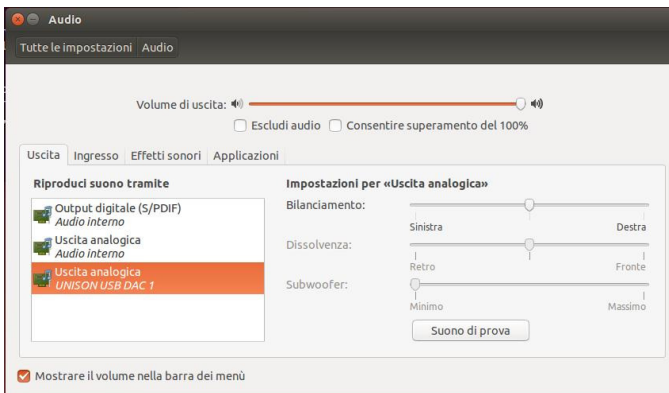 Audio
Tutte le impostazioni Audio
Volume di uscita:
Escludi audio Consentire superamento del 100%
Uscita Ingresso Effetti sonori Applicazioni
Riproduci suono tramite
Output digitale (S/PDIF)
Audio interno
Uscita analogica
Audio interno
Uscita analogica
UNISON USB DAC 1
Impostazioni per «Uscita analogica»
Bilanciamento:
Sinistra Destra
Dissolvenza:
Retro Fronte
Subwoofer:
Minimo Massimo
Suono di prova
Mostrare il volume nella barra dei menù